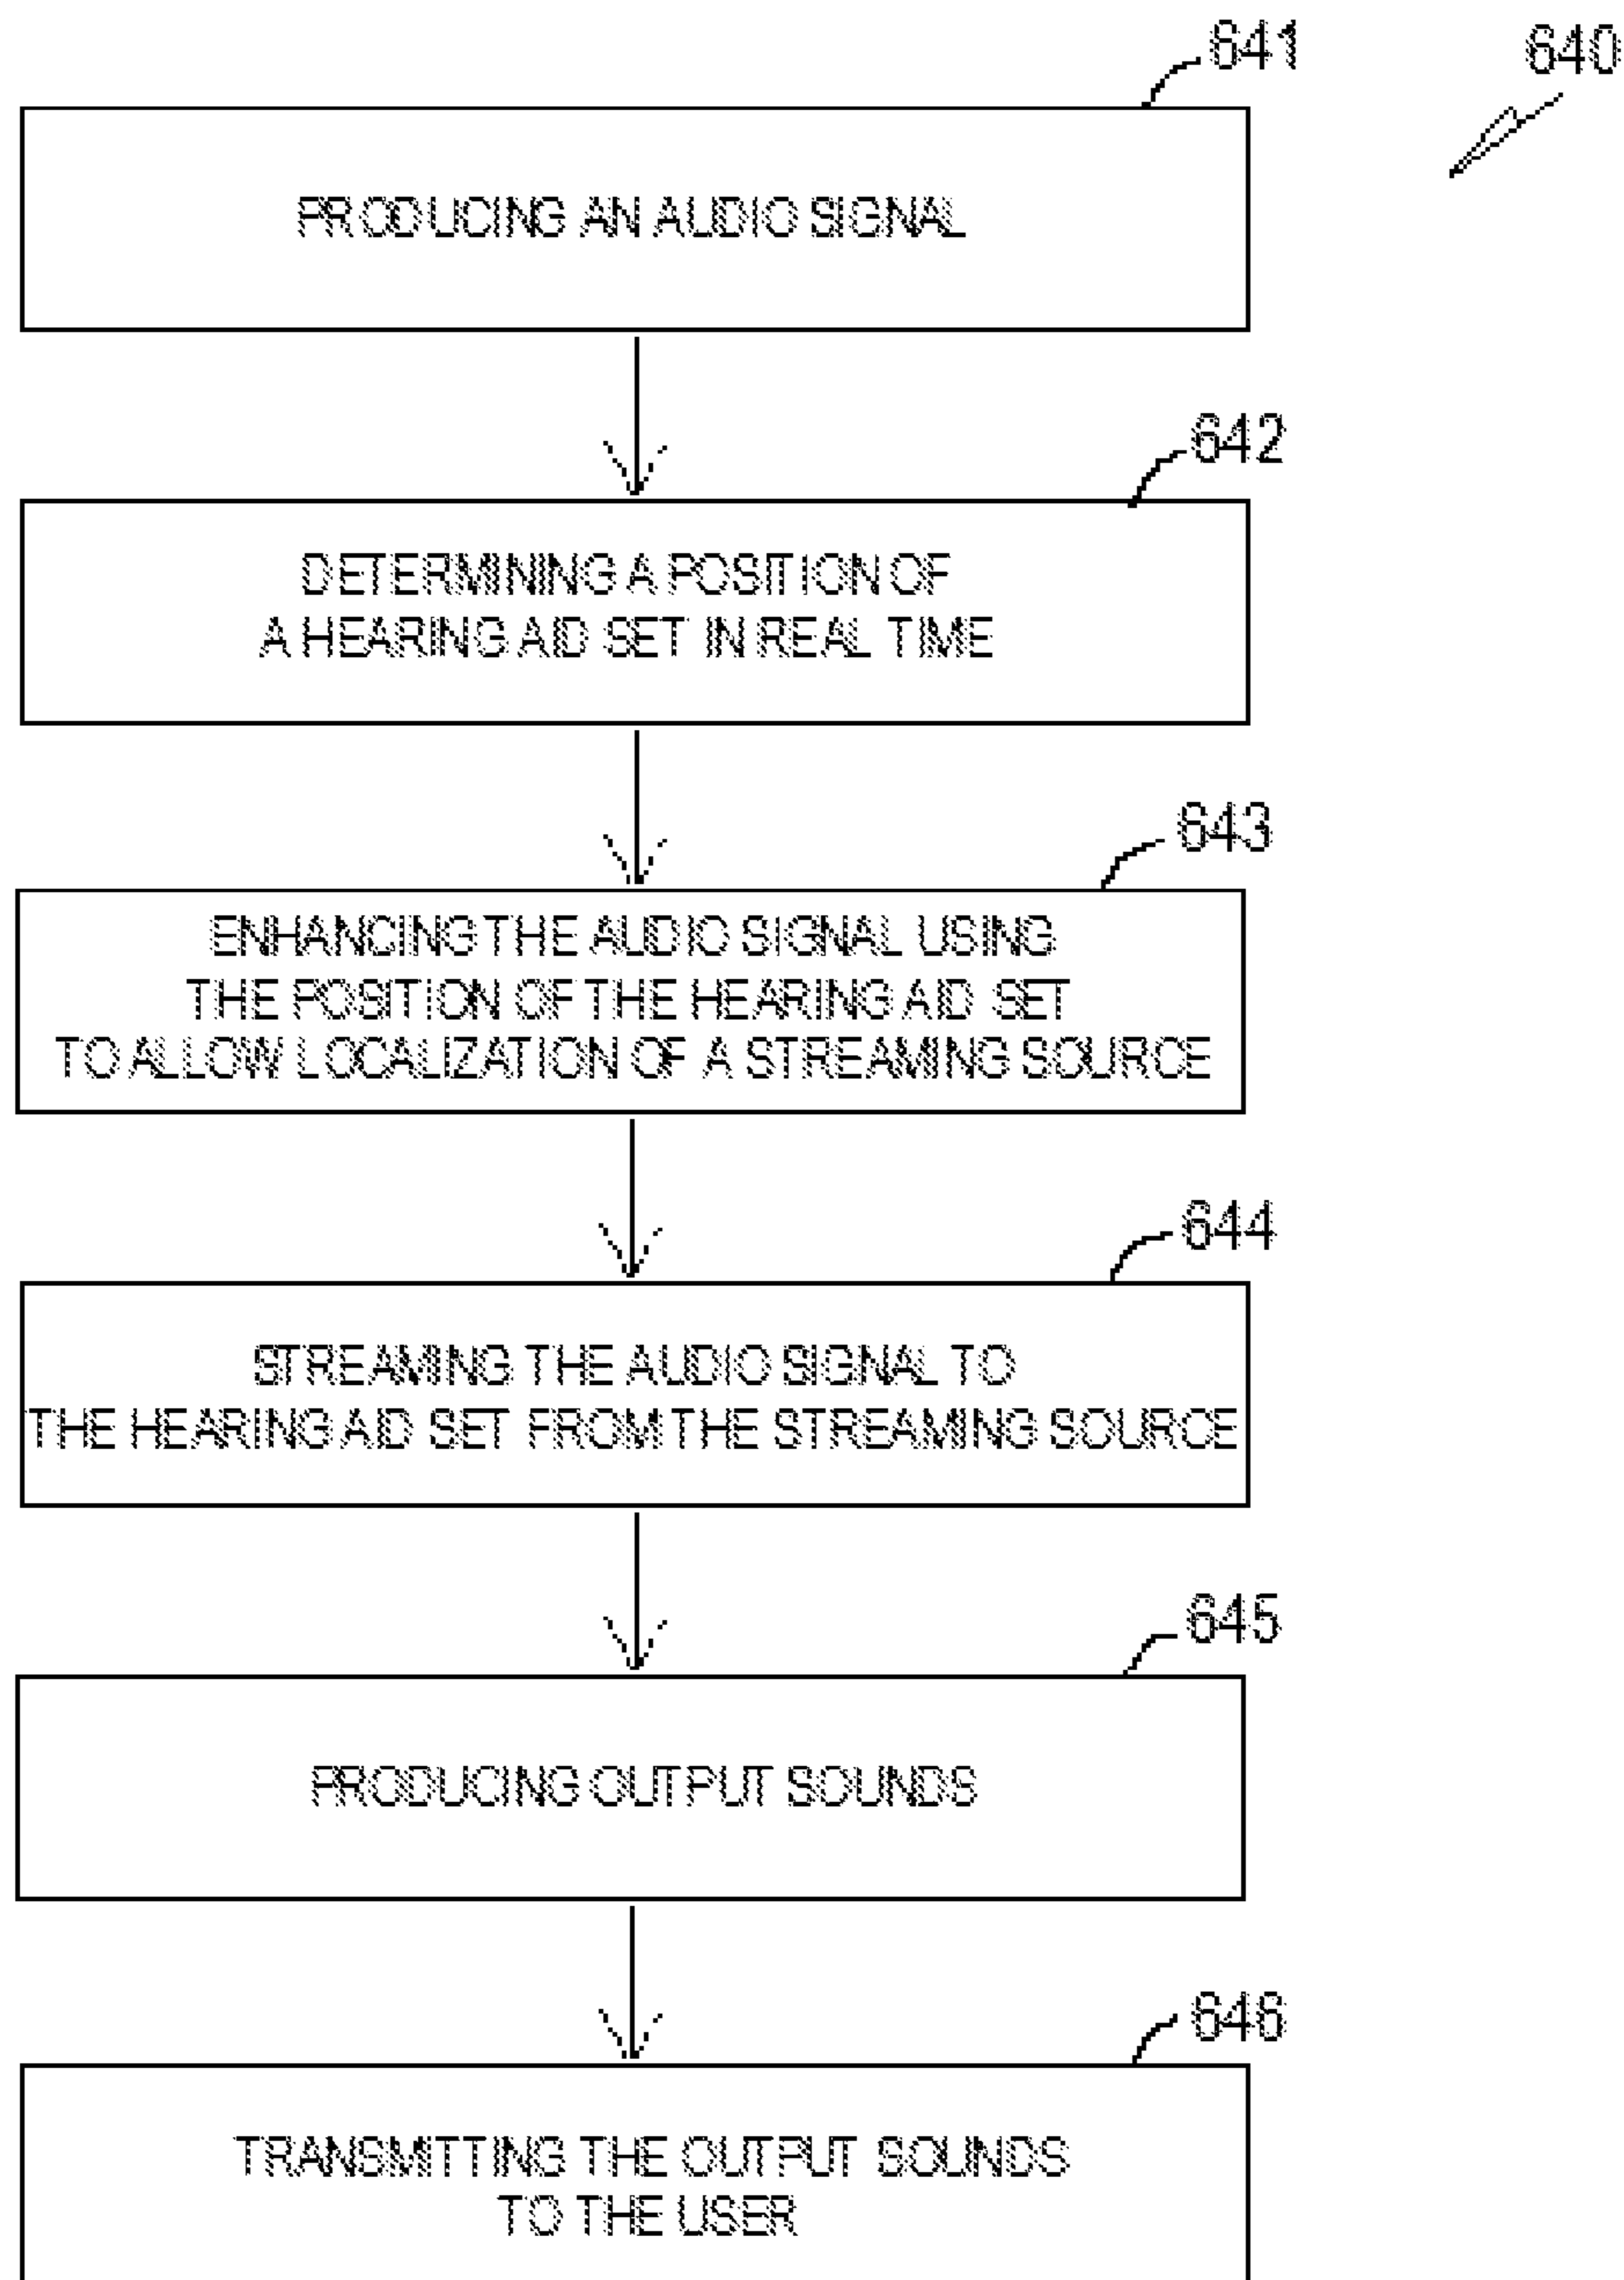 641
640
PRODUCING AN AUDIO SIGNAL
642
DETERMINING A POSITION OF
A HEARING AID SET IN REAL TIME
643
ENHANCING THE AUDIO SIGNAL USING
THE POSITION OF THE HEARING AID SET
TO ALLOW LOCALIZATION OF A STREAMING SOURCE
644
STREAMING THE AUDIO SIGNAL TO
THE HEARING AID SET FROM THE STREAMING SOURCE
645
PRODUCING OUTPUT SOUNDS
646
TRANSMITTING THE OUTPUT SOUNDS
TO THE USER